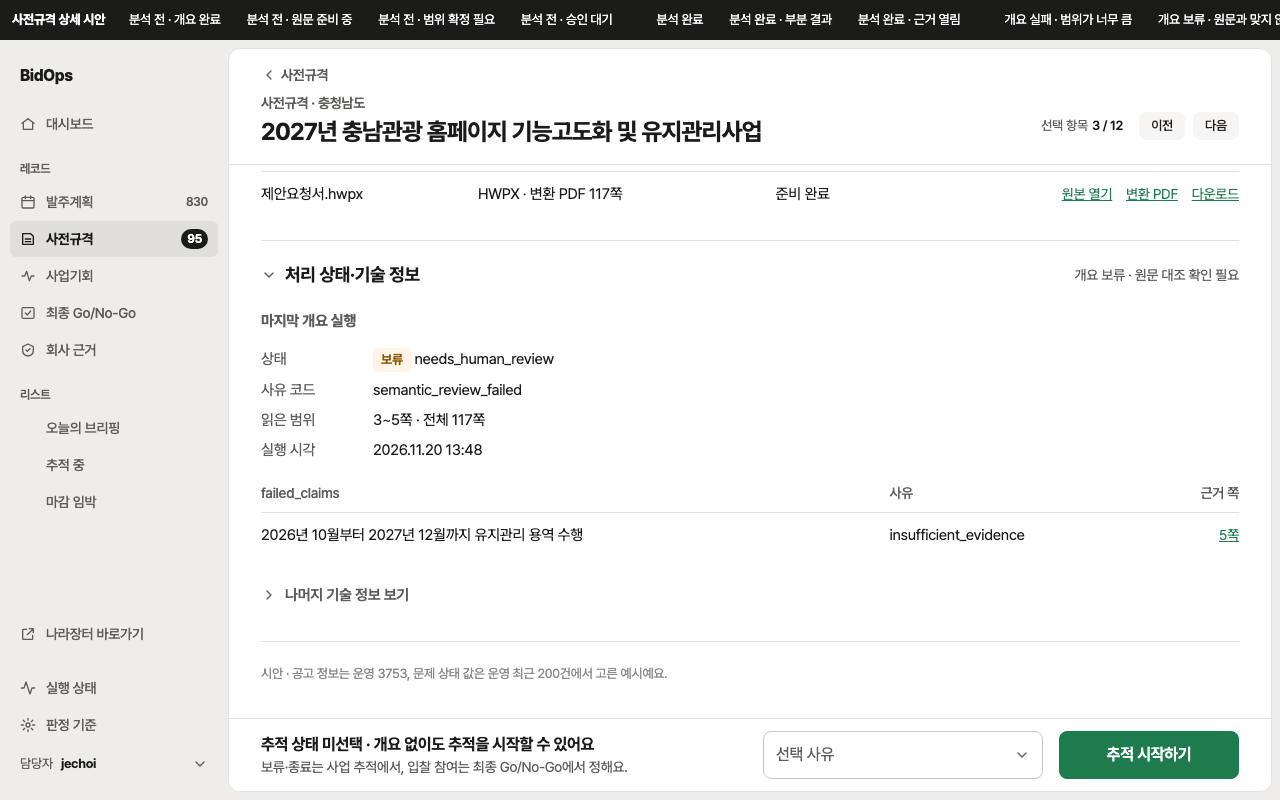 사전규격 상세 시안 분석 전 · 개요 완료 분석 전 · 원문 준비 중 분석 전 · 범위 확정 필요 분석 전 · 승인 대기 분석 완료 분석 완료 · 부분 결과 분석 완료 · 근거 열림 개요 실패 · 범위가 너무 큼 개요 보류 · 원문과 맞지
BidOps
대시보드
레코드
발주계획 830
사전규격 95
사업기회
최종 Go/No-Go
회사 근거
리스트
오늘의 브리핑
추적 중
마감 임박
나라장터 바로가기
실행 상태
판정 기준
담당자 jechoi
사전규격
사전규격 · 충청남도
2027년 충남관광 홈페이지 기능고도화 및 유지관리사업
선택 항목 3 / 12 이전 다음
제안요청서.hwpx HWPX · 변환 PDF 117쪽 준비 완료 원본 열기 변환 PDF 다운로드
처리 상태·기술 정보 개요 보류 · 원문 대조 확인 필요
마지막 개요 실행
상태 보류 needs_human_review
사유 코드 semantic_review_failed
읽은 범위 3~5쪽 · 전체 117쪽
실행 시각 2026.11.20 13:48
failed_claims 사유 근거 쪽
2026년 10월부터 2027년 12월까지 유지관리 용역 수행 insufficient_evidence 5쪽
나머지 기술 정보 보기
시안 · 공고 정보는 운영 3753, 문제 상태 값은 운영 최근 200건에서 고른 예시예요.
추적 상태 미선택 · 개요 없이도 추적을 시작할 수 있어요
보류·종료는 사업 추적에서, 입찰 참여는 최종 Go/No-Go에서 정해요.
선택 사유
추적 시작하기